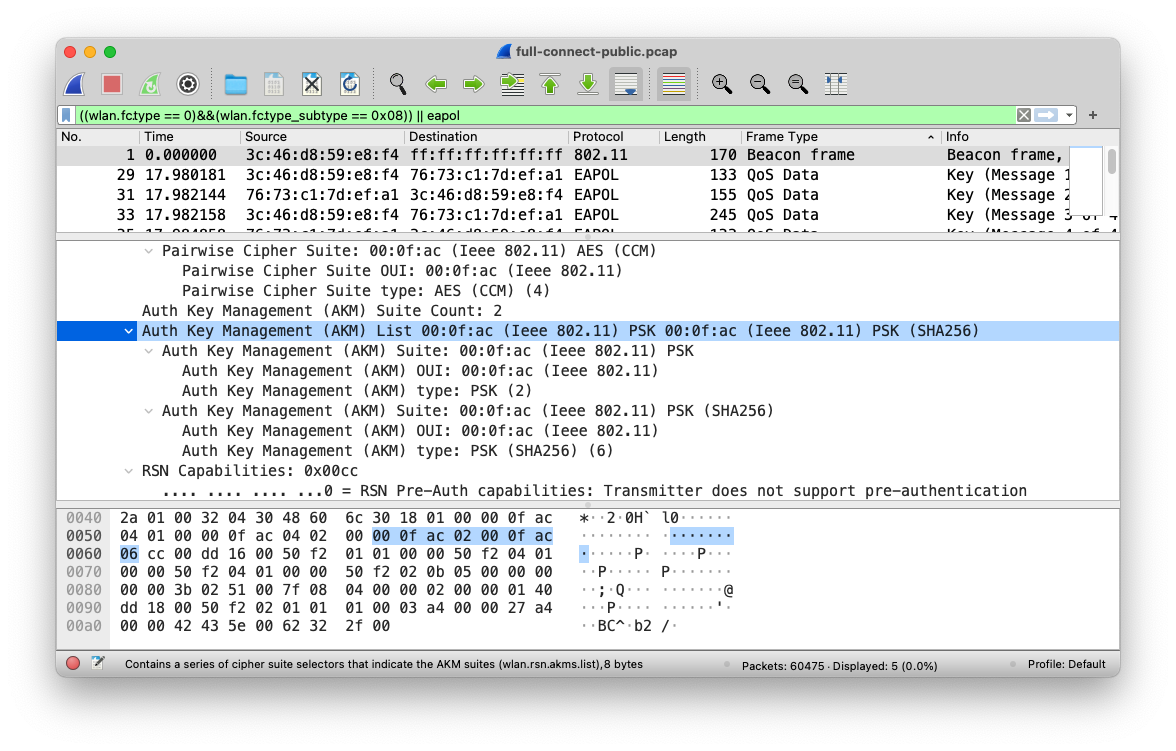 full-connect-public.pcap
((wlan.fc.type == 0)&&(wlan.fc.type_subtype == 0x08)) || eapol
No. Time Source Destination Protocol Length Frame Type Info
1 0.000000 3c:46:d8:59:e8:f4 ff:ff:ff:ff:ff:ff 802.11 170 Beacon frame Beacon frame,
29 17.980181 3c:46:d8:59:e8:f4 76:73:c1:7d:ef:a1 EAPOL 133 QoS Data Key (Message 1
31 17.982144 76:73:c1:7d:ef:a1 3c:46:d8:59:e8:f4 EAPOL 155 QoS Data Key (Message 2
33 17.982158 3c:46:d8:59:e8:f4 76:73:c1:7d:ef:a1 EAPOL 245 QoS Data Key (Message 3 of 4
Pairwise Cipher Suite: 00:0f:ac (Ieee 802.11) AES (CCM)
Pairwise Cipher Suite OUI: 00:0f:ac (Ieee 802.11)
Pairwise Cipher Suite type: AES (CCM) (4)
Auth Key Management (AKM) Suite Count: 2
Auth Key Management (AKM) List 00:0f:ac (Ieee 802.11) PSK 00:0f:ac (Ieee 802.11) PSK (SHA256)
Auth Key Management (AKM) Suite: 00:0f:ac (Ieee 802.11) PSK
Auth Key Management (AKM) OUI: 00:0f:ac (Ieee 802.11)
Auth Key Management (AKM) type: PSK (2)
Auth Key Management (AKM) Suite: 00:0f:ac (Ieee 802.11) PSK (SHA256)
Auth Key Management (AKM) OUI: 00:0f:ac (Ieee 802.11)
Auth Key Management (AKM) type: PSK (SHA256) (6)
RSN Capabilities: 0x00cc
.... .... .... ...0 = RSN Pre-Auth capabilities: Transmitter does not support pre-authentication
0040 2a 01 00 32 04 30 48 60 6c 30 18 01 00 00 0f ac *··2·0H` l0······
0050 04 01 00 00 0f ac 02 00 00 0f ac 02 00 0f ac ········ ·······
0060 06 cc 00 dd 16 00 50 f2 01 01 00 00 50 f2 04 01 ······P· ····P···
0070 00 00 50 f2 04 01 00 00 50 f2 02 0b 05 00 00 00 ··P····· P·······
0080 00 00 3b 02 51 00 7f 08 04 00 00 02 00 00 01 40 ··;·Q··· ·······@
0090 dd 18 00 50 f2 02 01 01 01 00 03 a4 00 00 27 a4 ···P···· ······'·
00a0 00 00 42 43 5e 00 62 32 2f 00 ··BC^·b2 /·
Contains a series of cipher suite selectors that indicate the AKM suites (wlan.rsn.akms.list), 8 bytes Packets: 60475 · Displayed: 5 (0.0%) Profile: Default